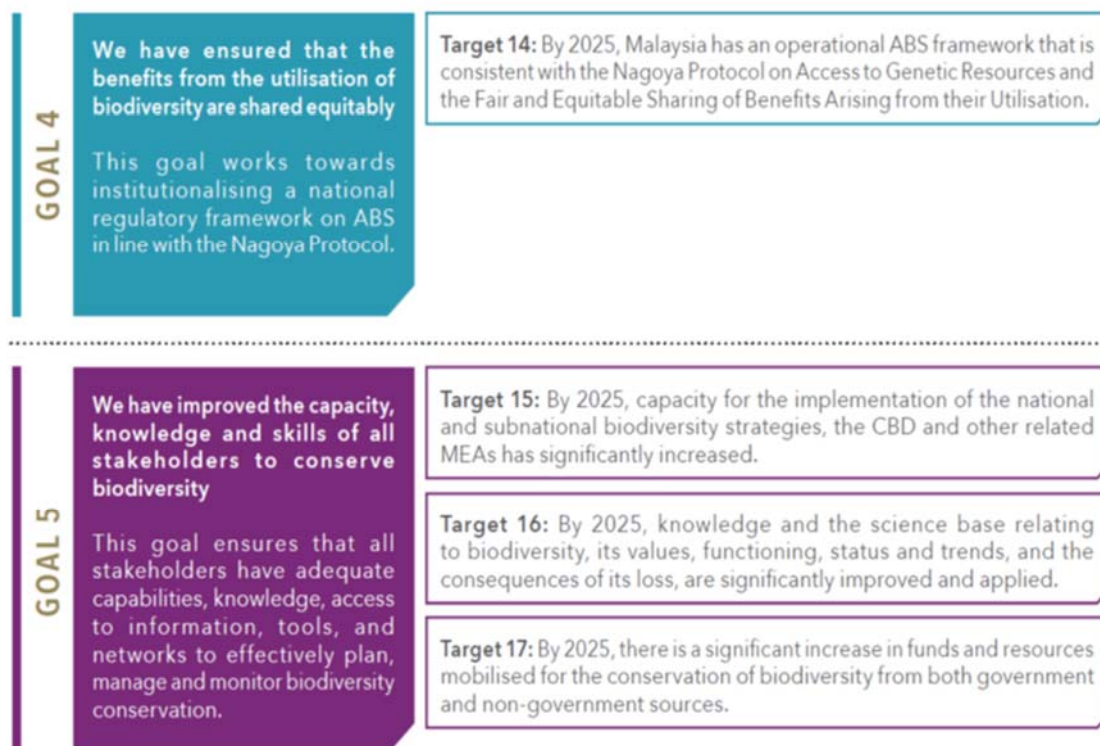 GOAL 4
We have ensured that the
benefits from the utilisation of
biodiversity are shared equitably
This goal works towards
institutionalising a national
regulatory framework on ABS
in line with the Nagoya Protocol.
Target 14: By 2025, Malaysia has an operational ABS framework that is
consistent with the Nagoya Protocol on Access to Genetic Resources and
the Fair and Equitable Sharing of Benefits Arising from their Utilisation.
GOAL 5
We have improved the capacity,
knowledge and skills of all
stakeholders to conserve
biodiversity
This goal ensures that all
stakeholders have adequate
capabilities, knowledge, access
to information, tools, and
networks to effectively plan,
manage and monitor biodiversity
conservation.
Target 15: By 2025, capacity for the implementation of the national
and subnational biodiversity strategies, the CBD and other related
MEAs has significantly increased.
Target 16: By 2025, knowledge and the science base relating
to biodiversity, its values, functioning, status and trends, and the
consequences of its loss, are significantly improved and applied.
Target 17: By 2025, there is a significant increase in funds and resources
mobilised for the conservation of biodiversity from both government
and non-government sources.